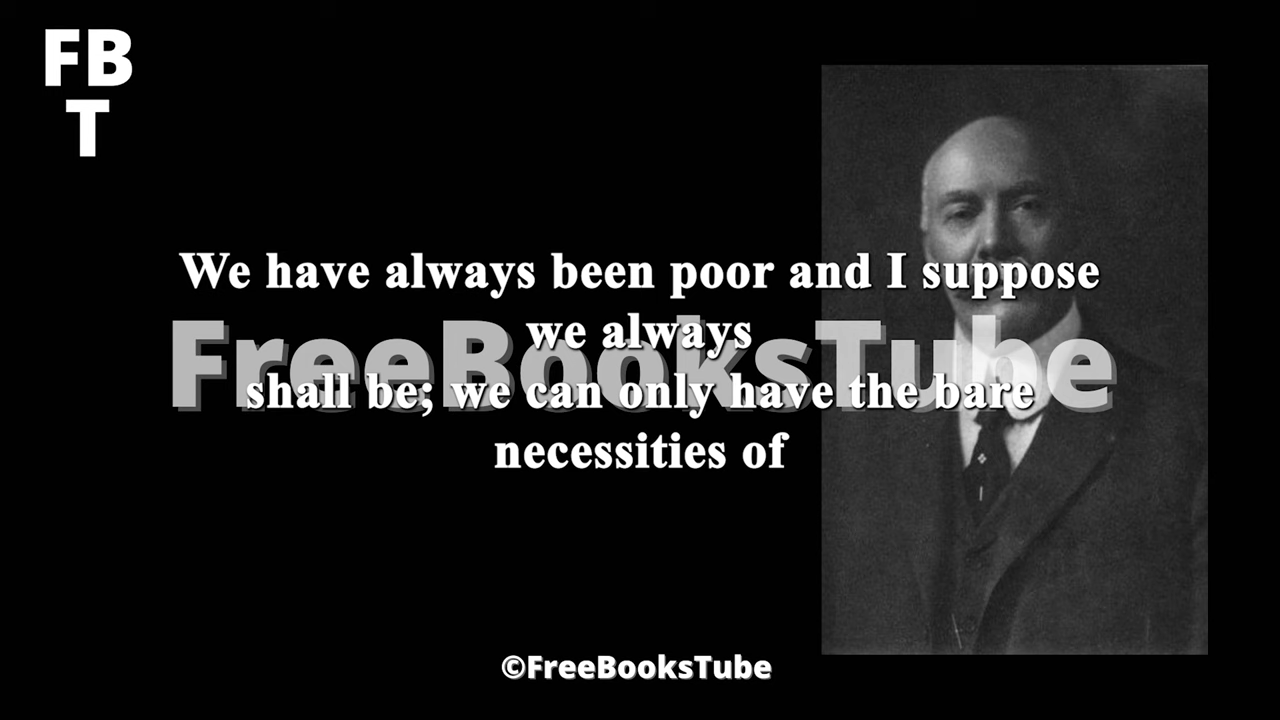 FB
T
We have always been poor and I suppose
we always
FreeBooksTube
shall be; we can only have the bare
necessities of
©FreeBooksTube